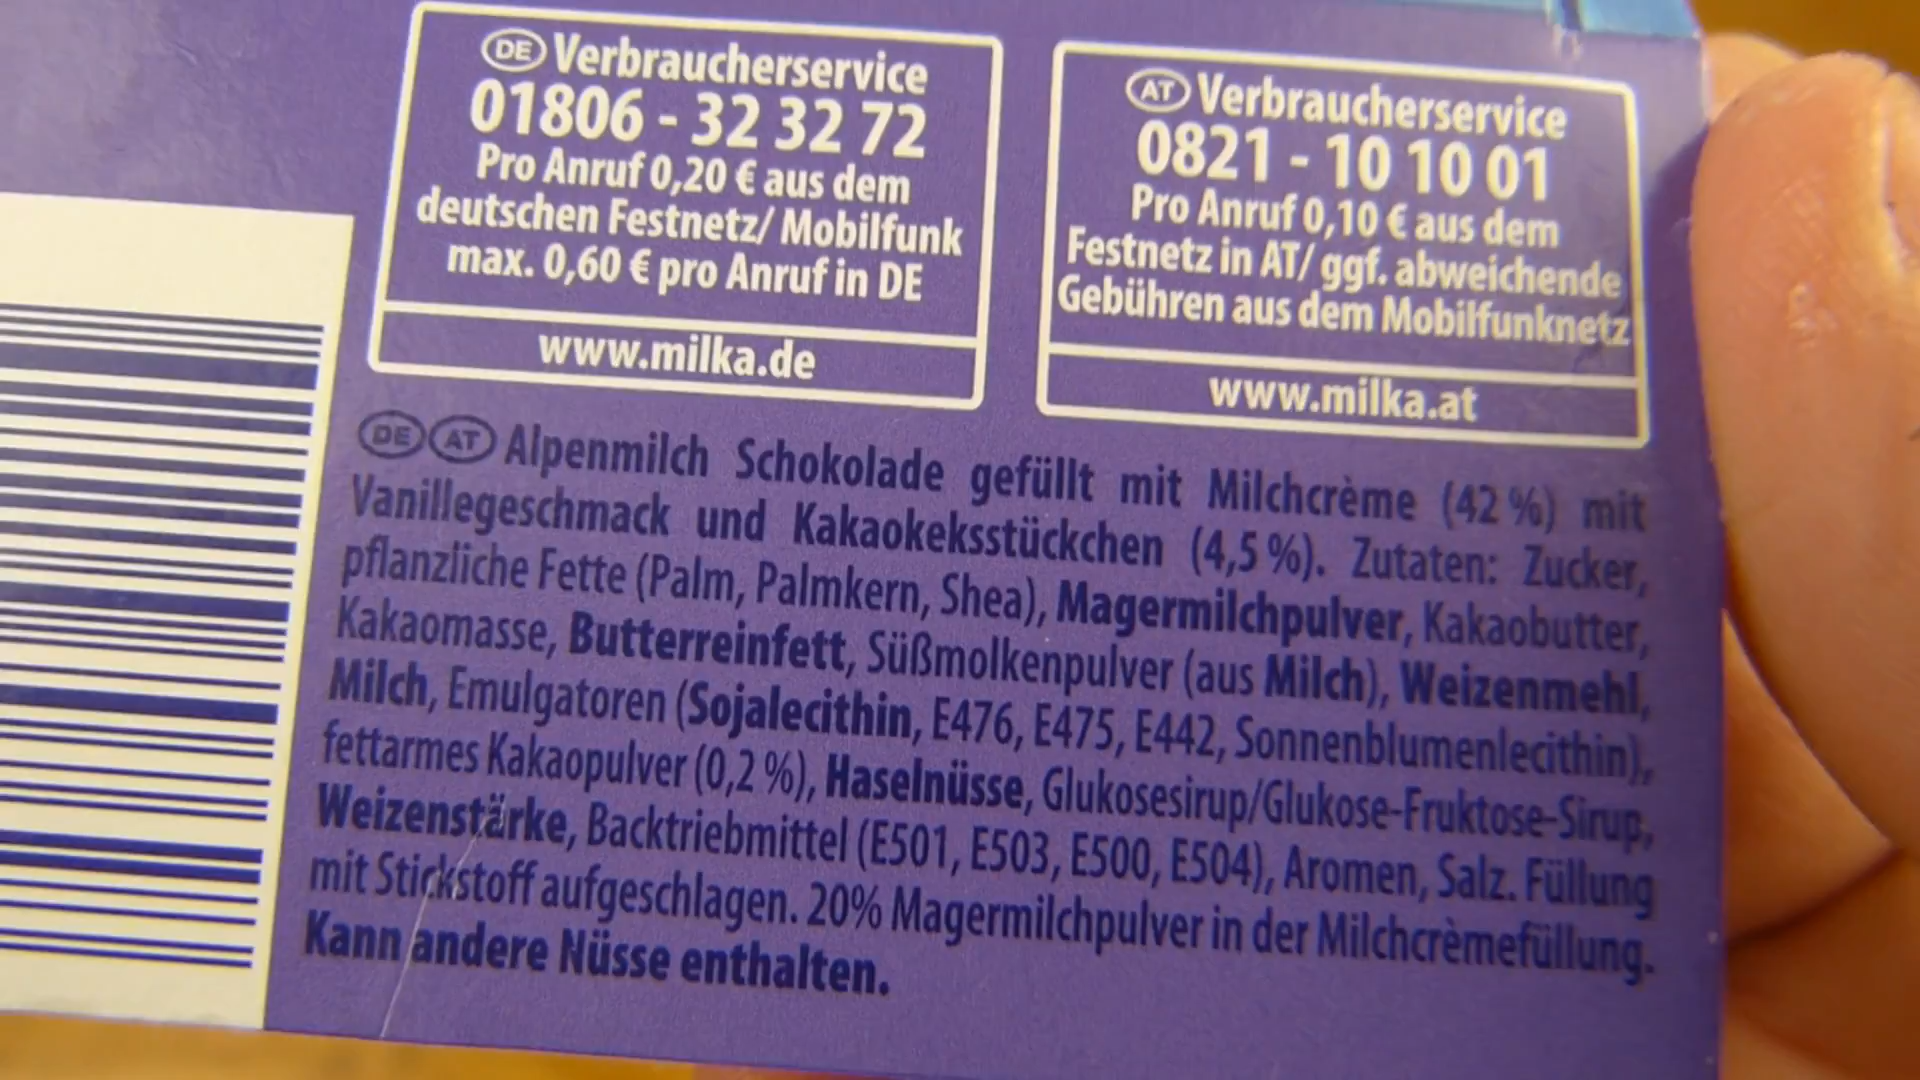 DE Verbraucherservice
01806 - 32 32 72
Pro Anruf 0,20 € aus dem
deutschen Festnetz/ Mobilfunk
max. 0,60 € pro Anruf in DE
www.milka.de
AT Verbraucherservice
0821 - 10 10 01
Pro Anruf 0,10 € aus dem
Festnetz in AT/ ggf. abweichende
Gebühren aus dem Mobilfunknetz
www.milka.at
DE AT Alpenmilch Schokolade gefüllt mit Milchcrème (42 %) mit
Vanillegeschmack und Kakaokeksstückchen (4,5 %). Zutaten: Zucker,
pflanzliche Fette (Palm, Palmkern, Shea), Magermilchpulver, Kakaobutter,
Kakaomasse, Butterreinfett, Süßmolkenpulver (aus Milch), Weizenmehl,
Milch, Emulgatoren (Sojalecithin, E476, E475, E442, Sonnenblumenlecithin),
fettarmes Kakaopulver (0,2 %), Haselnüsse, Glukosesirup/Glukose-Fruktose-Sirup,
Weizenstärke, Backtriebmittel (E501, E503, E500, E504), Aromen, Salz. Füllung
mit Stickstoff aufgeschlagen. 20% Magermilchpulver in der Milchcrèmefüllung.
Kann andere Nüsse enthalten.